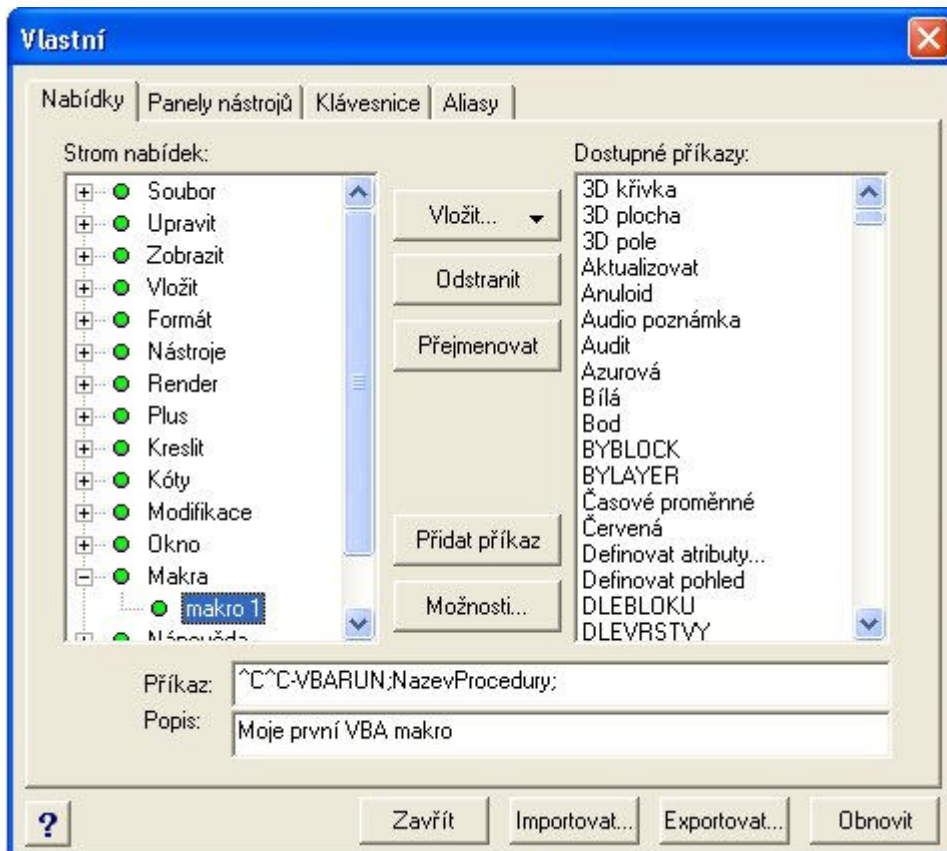 Vlastní
Nabídky
Panely nástrojů
Klávesnice
Aliasy
Strom nabídek:
Soubor
Upravit
Zobrazit
Vložit
Formát
Nástroje
Render
Plus
Kreslit
Kóty
Modifikace
Okno
Makra
makro 1
Nápověda
Vložit...
Odstranit
Přejmenovat
Přidat příkaz
Možnosti...
Dostupné příkazy:
3D křivka
3D plocha
3D pole
Aktualizovat
Anuloid
Audio poznámka
Audit
Azurová
Bílá
Bod
BYBLOCK
BYLAYER
Časové proměnné
Červená
Definovat atributy...
Definovat pohled
DLEBLOKU
DLEVRSTVY
Příkaz: ^C^C-VBARUN;NazevProcedury;
Popis: Moje první VBA makro
?
Zavřít
Importovat...
Exportovat...
Obnovit